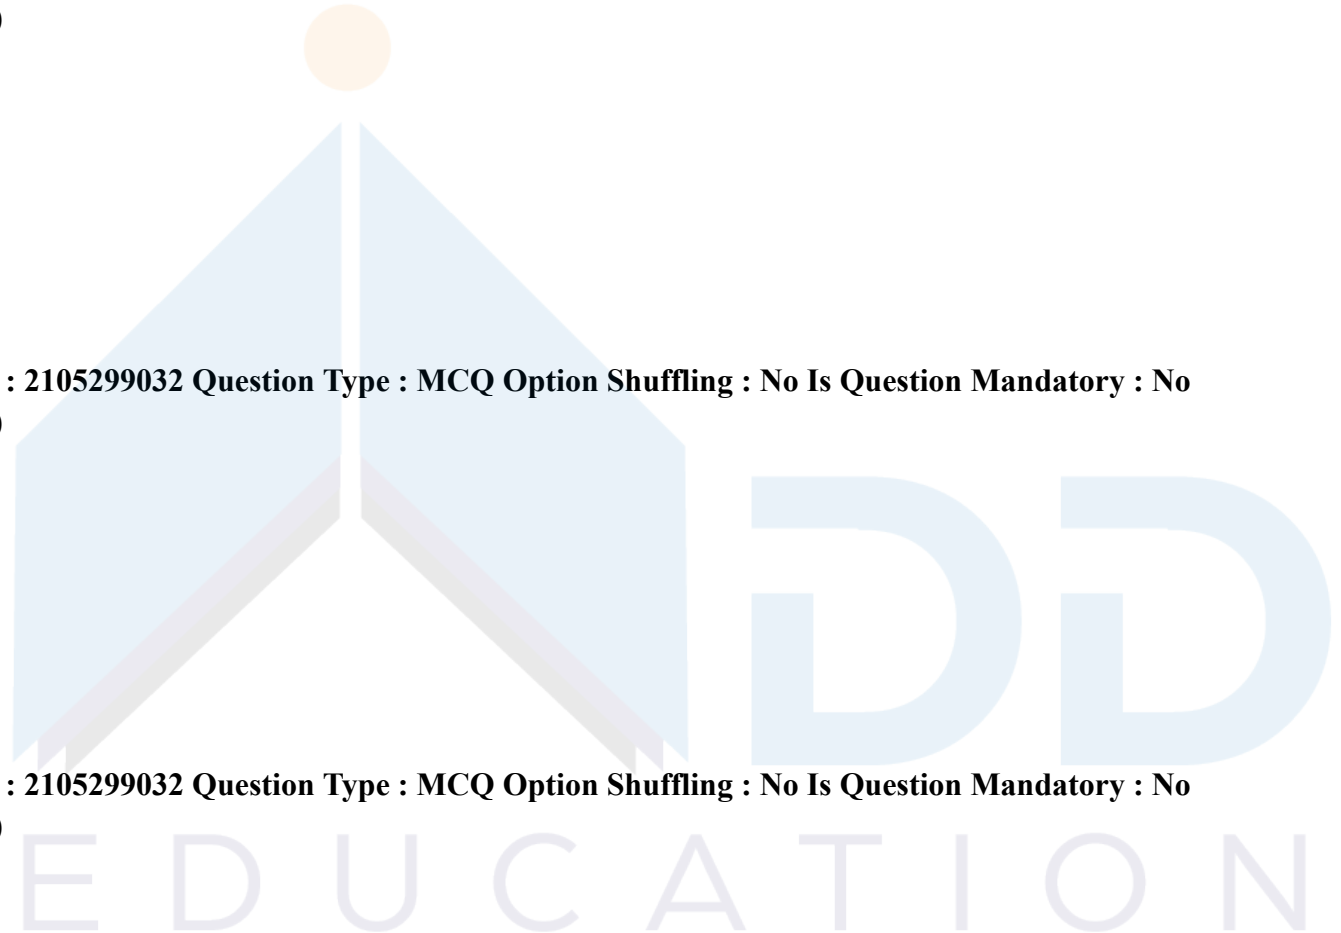 )
: 2105299032 Question Type : MCQ Option Shuffling : No Is Question Mandatory : No
)
DD
: 2105299032 Question Type : MCQ Option Shuffling : No Is Question Mandatory : No
)
EDUCATION